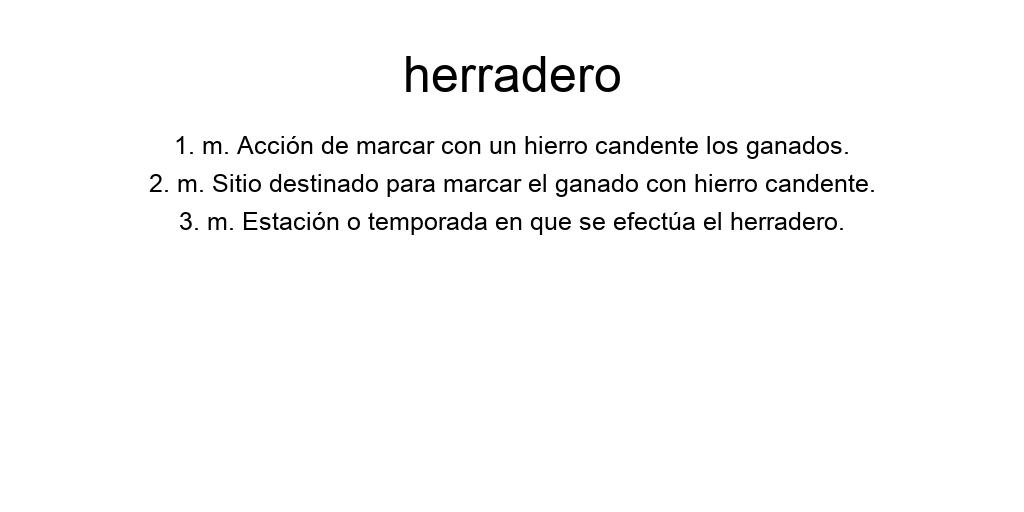 herradero
1. m. Acción de marcar con un hierro candente los ganados.
2. m. Sitio destinado para marcar el ganado con hierro candente.
3. m. Estación o temporada en que se efectúa el herradero.